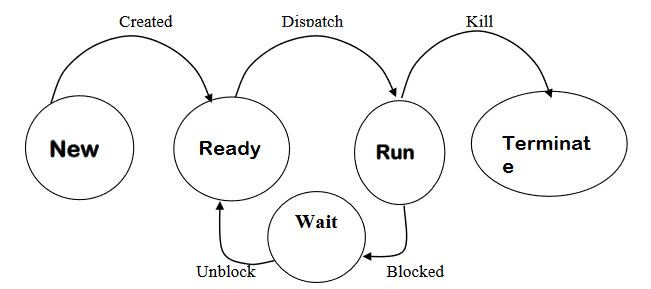 Created
Dispatch
Kill
New
Ready
Run
Terminat
e
Wait
Unblock
Blocked